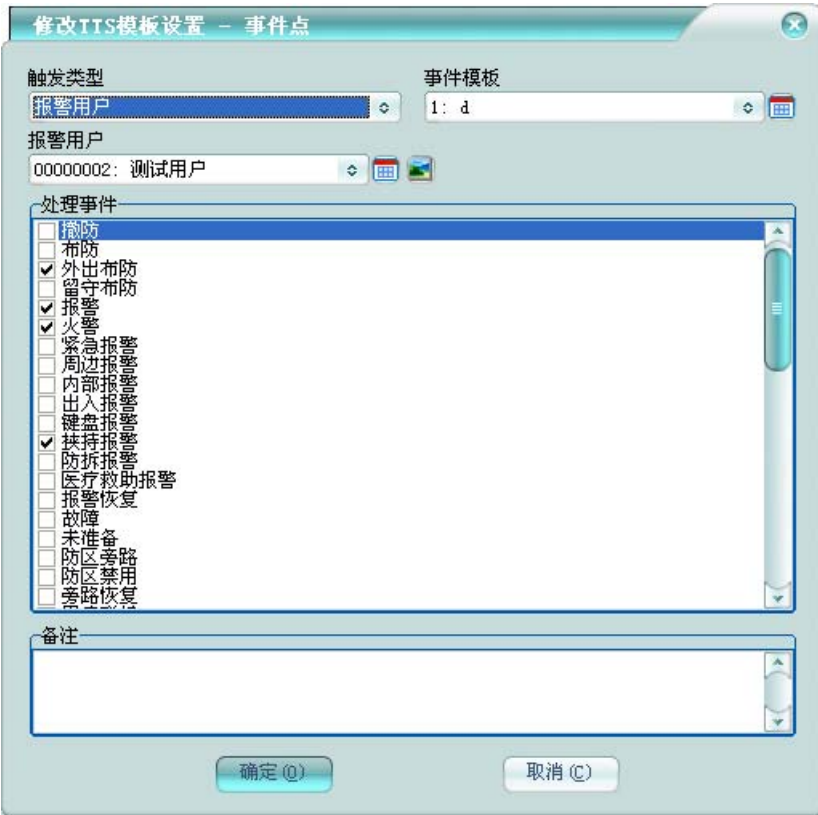 修改TTS模板设置 - 事件点
触发类型
事件模板
报警用户
1: d
报警用户
00000002: 测试用户
处理事件
撤防
布防
外出布防
留守布防
报警
火警
紧急报警
周边报警
内部报警
出入报警
键盘报警
挟持报警
防拆报警
医疗救助报警
报警恢复
故障
未准备
防区旁路
防区禁用
旁路恢复
备注
确定(O)
取消(C)